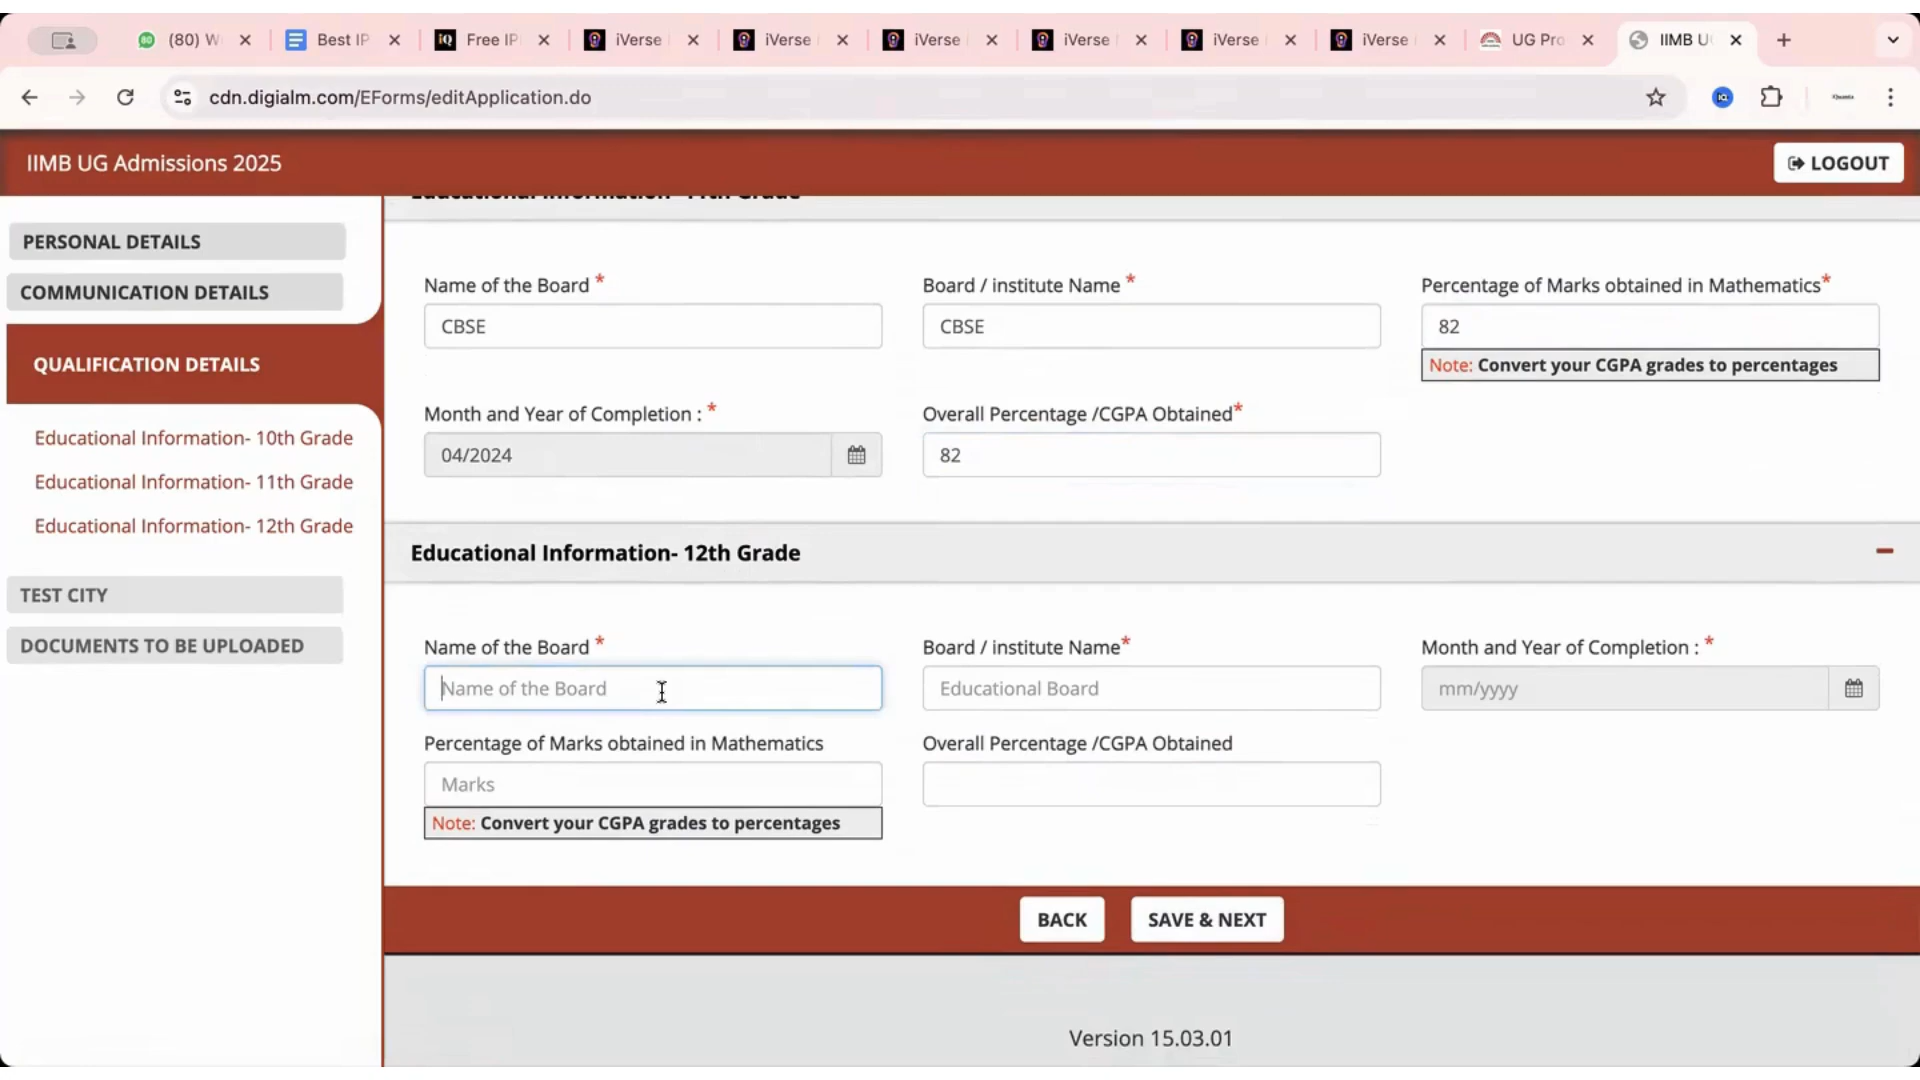 (80) W
Best IP
Free IP
iVerse
iVerse
iVerse
iVerse
iVerse
iVerse
UG Pro
IIMB U
cdn.digialm.com/EForms/editApplication.do
IIMB UG Admissions 2025
LOGOUT
PERSONAL DETAILS
COMMUNICATION DETAILS
QUALIFICATION DETAILS
Educational Information- 10th Grade
Educational Information- 11th Grade
Educational Information- 12th Grade
TEST CITY
DOCUMENTS TO BE UPLOADED
Educational Information- 11th Grade
Name of the Board *
CBSE
Board / institute Name *
CBSE
Percentage of Marks obtained in Mathematics*
82
Note: Convert your CGPA grades to percentages
Month and Year of Completion : *
04/2024
Overall Percentage /CGPA Obtained*
82
Educational Information- 12th Grade
Name of the Board *
Name of the Board
Board / institute Name*
Educational Board
Month and Year of Completion : *
mm/yyyy
Percentage of Marks obtained in Mathematics
Marks
Note: Convert your CGPA grades to percentages
Overall Percentage /CGPA Obtained
BACK
SAVE & NEXT
Version 15.03.01